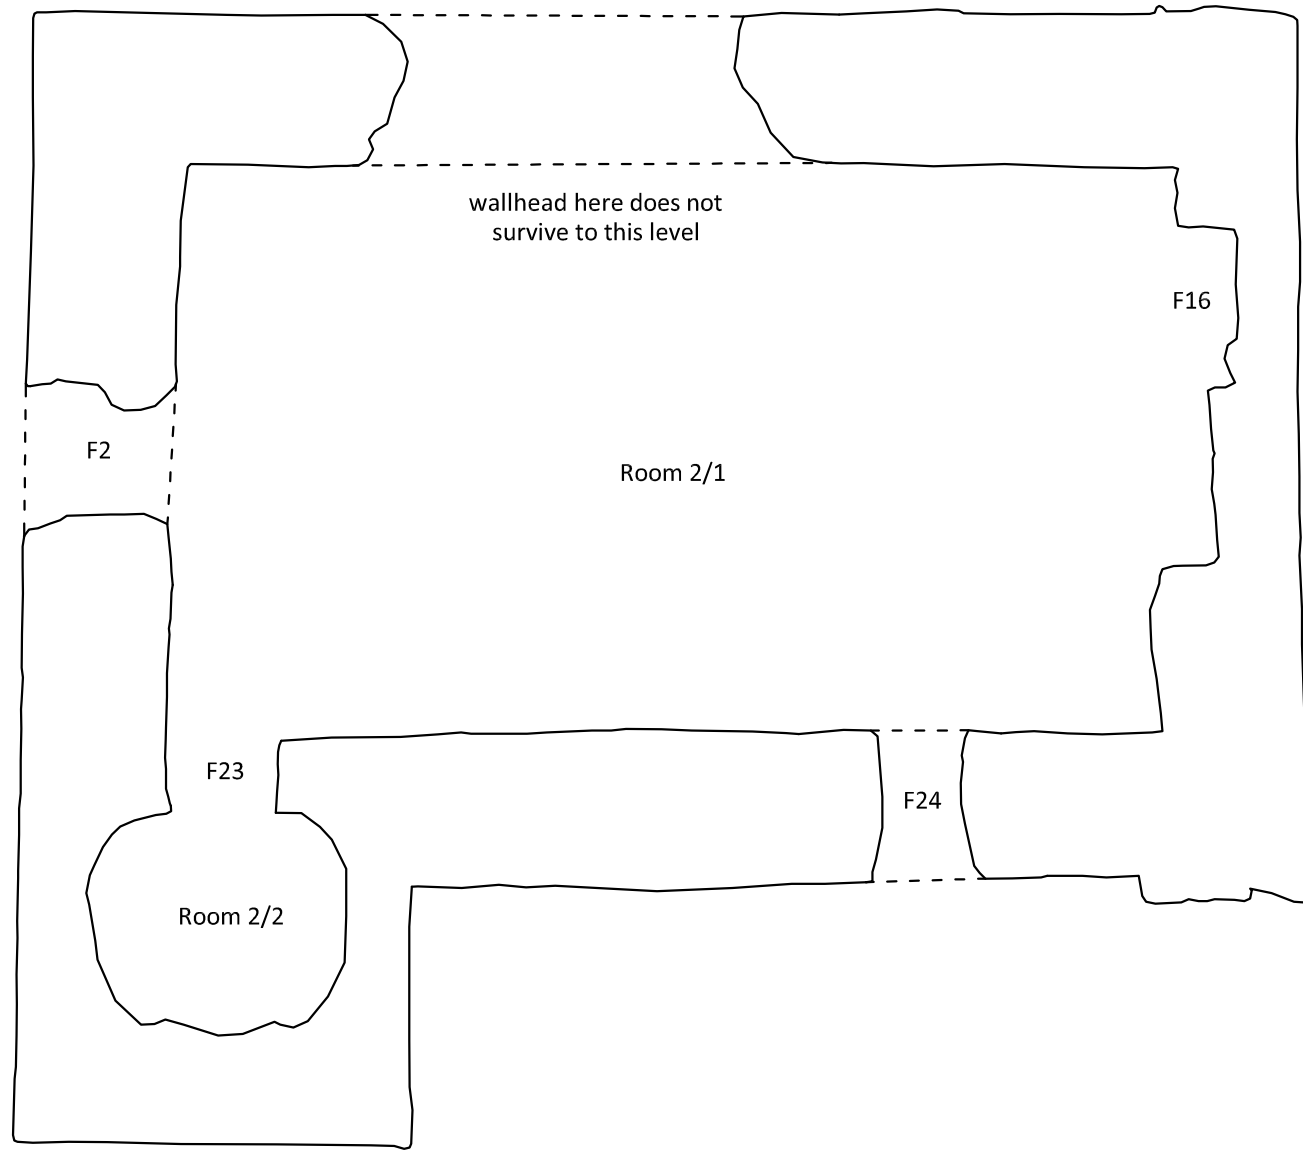 wallhead here does not
survive to this level
F16
F2
Room 2/1
F23
F24
Room 2/2